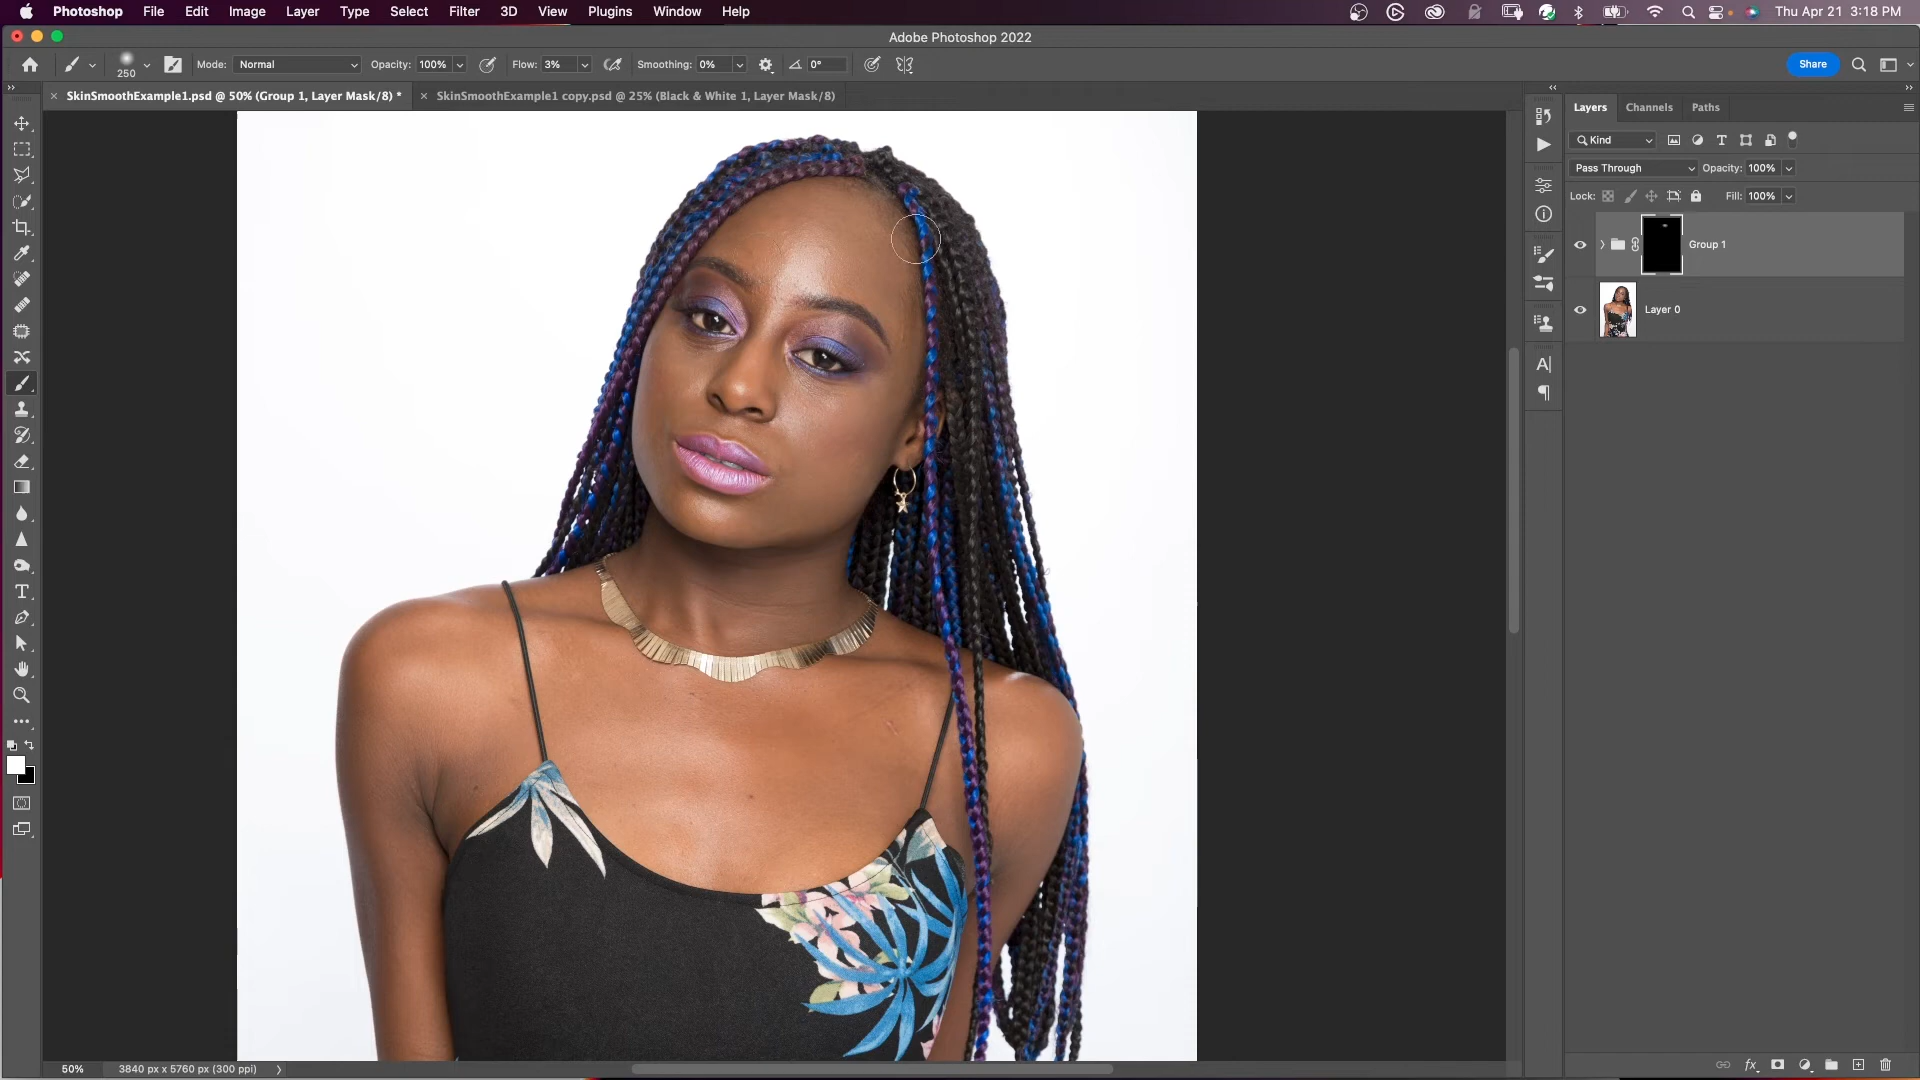 Photoshop File Edit Image Layer Type Select Filter 3D View Plugins Window Help Thu Apr 21 3:18 PM
Adobe Photoshop 2022
250 Mode: Normal Opacity: 100% Flow: 3% Smoothing: 0% 0° Share
SkinSmoothExample1.psd @ 50% (Group 1, Layer Mask/8) * SkinSmoothExample1 copy.psd @ 25% (Black & White 1, Layer Mask/8)
Layers Channels Paths
Kind
Pass Through Opacity: 100%
Lock: Fill: 100%
Group 1
Layer 0
50% 3840 px x 5760 px (300 ppi)